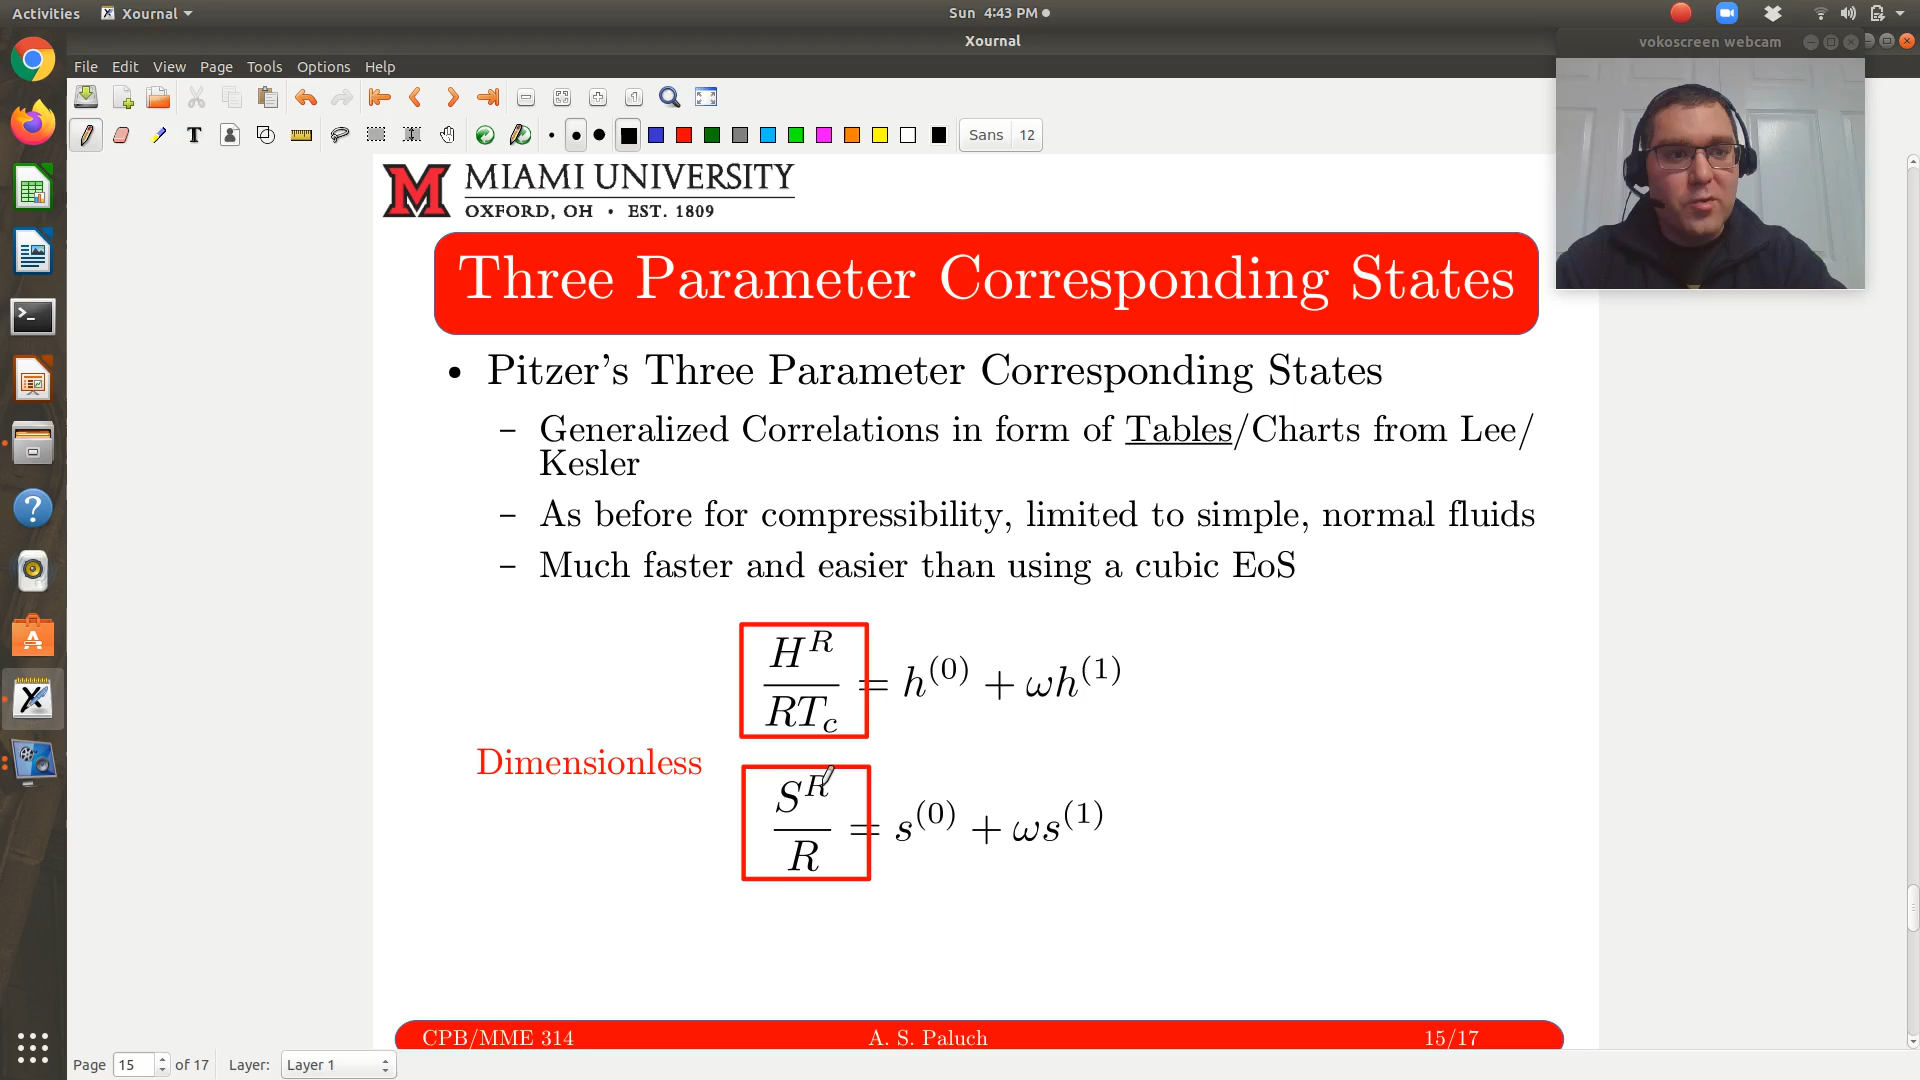 Activities Xournal Sun 4:43 PM
Xournal
vokoscreen webcam
File Edit View Page Tools Options Help
Sans 12
MIAMI UNIVERSITY
OXFORD, OH • EST. 1809
Three Parameter Corresponding States
• Pitzer's Three Parameter Corresponding States
– Generalized Correlations in form of Tables/Charts from Lee/
Kesler
– As before for compressibility, limited to simple, normal fluids
– Much faster and easier than using a cubic EoS
H^R / RT_c = h^(0) + ωh^(1)
Dimensionless
S^R / R = s^(0) + ωs^(1)
CPB/MME 314 A. S. Paluch 15/17
Page 15 of 17 Layer: Layer 1